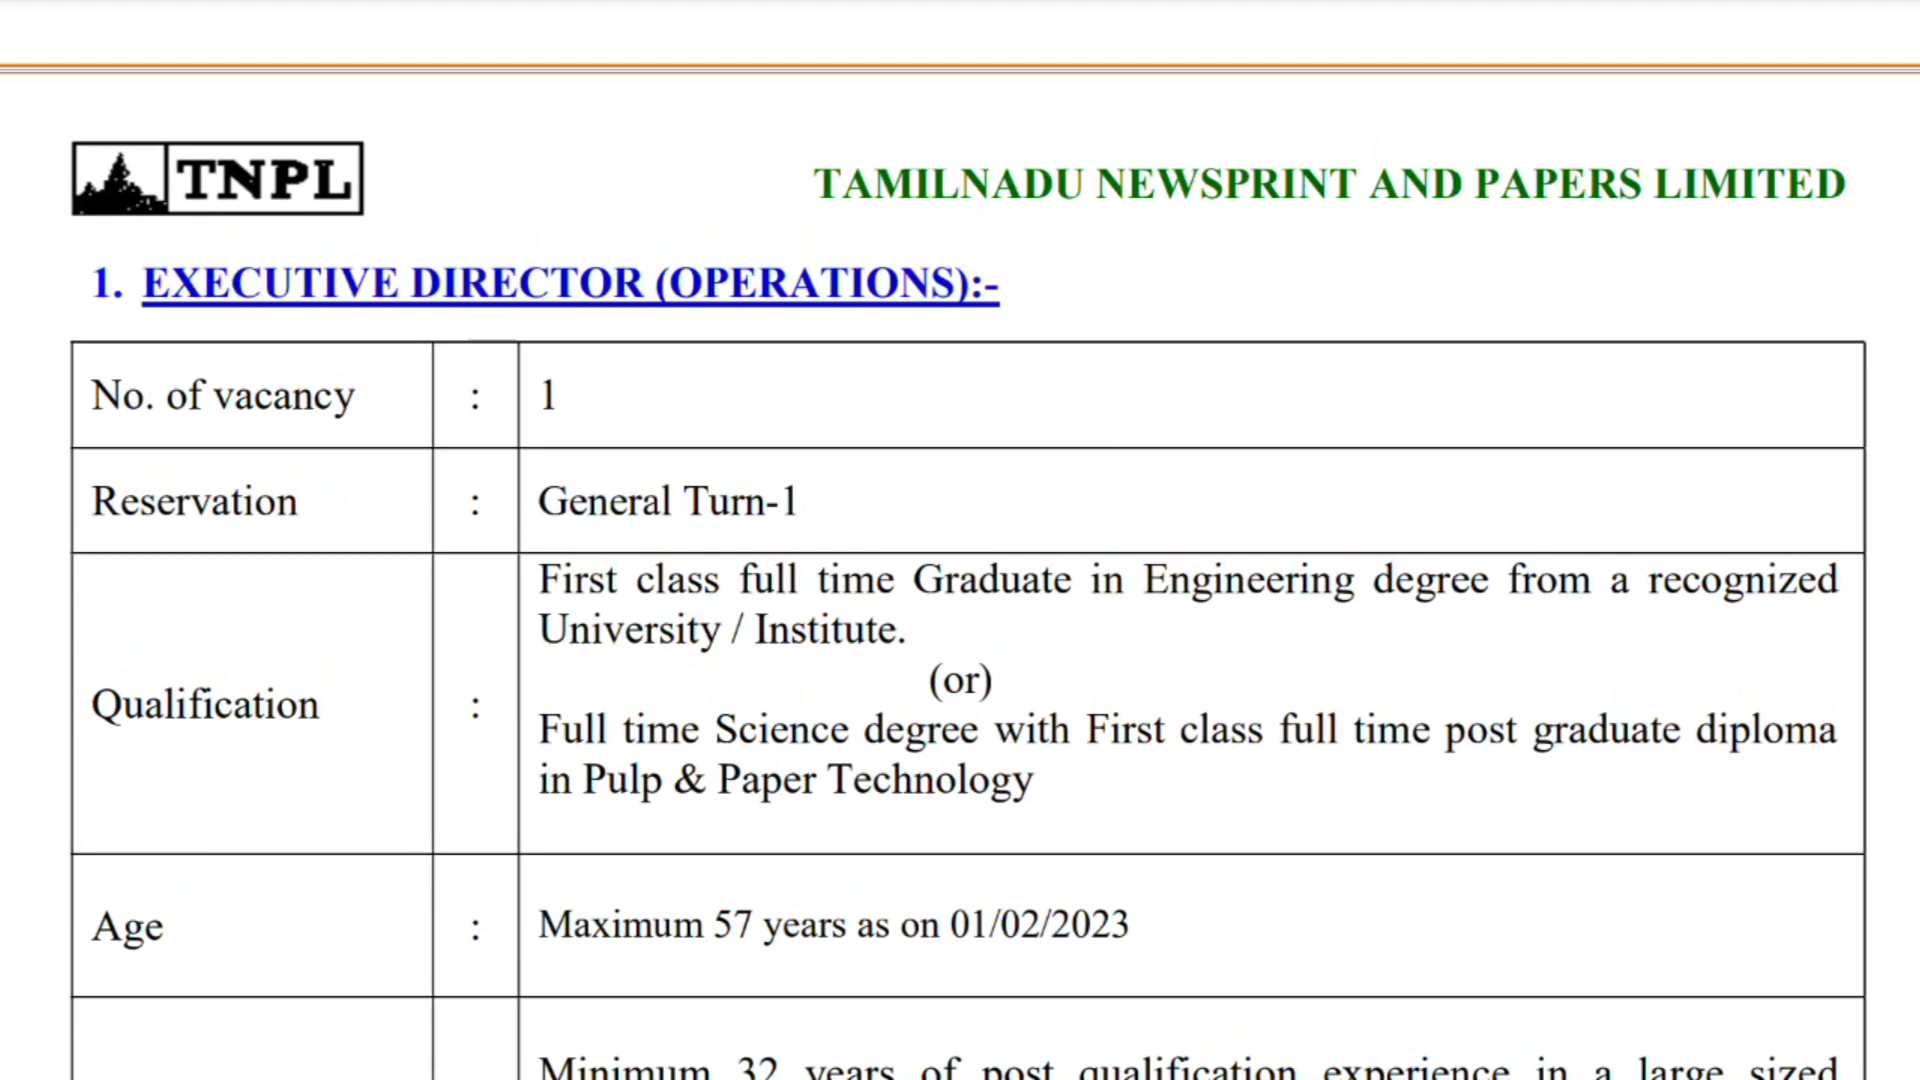 TNPL
TAMILNADU NEWSPRINT AND PAPERS LIMITED
1. EXECUTIVE DIRECTOR (OPERATIONS):-
No. of vacancy : 1
Reservation : General Turn-1
Qualification :
First class full time Graduate in Engineering degree from a recognized
University / Institute.
(or)
Full time Science degree with First class full time post graduate diploma
in Pulp & Paper Technology
Age : Maximum 57 years as on 01/02/2023
Minimum 32 years of post qualification experience in a large sized